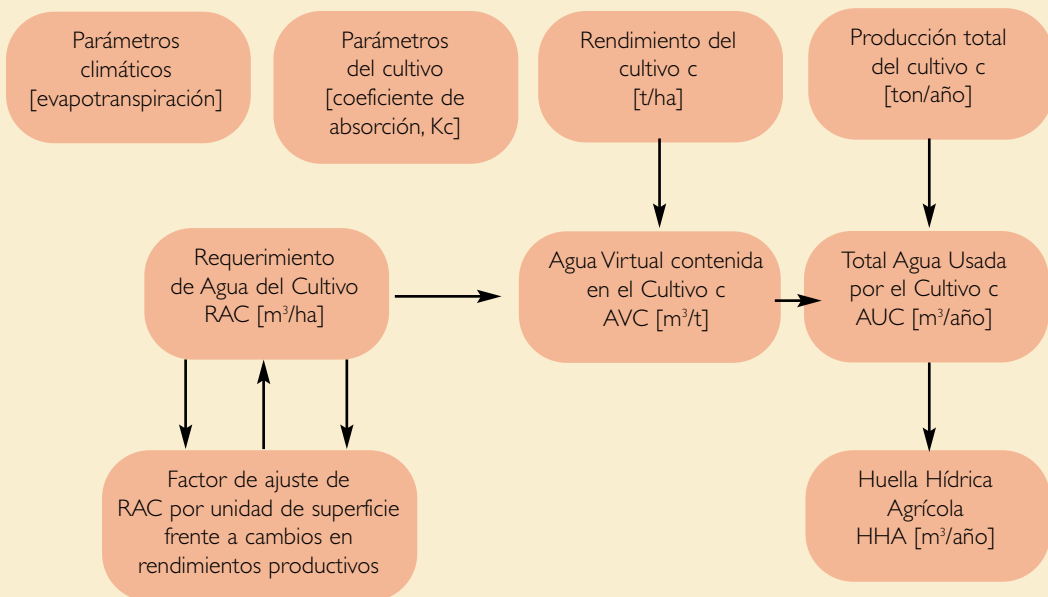 Parámetros
climáticos
[evapotranspiración]
Parámetros
del cultivo
[coeficiente de
absorción, Kc]
Rendimiento del
cultivo c
[t/ha]
Producción total
del cultivo c
[ton/año]
Requerimiento
de Agua del Cultivo
RAC [m³/ha]
Agua Virtual contenida
en el Cultivo c
AVC [m³/t]
Total Agua Usada
por el Cultivo c
AUC [m³/año]
Factor de ajuste de
RAC por unidad de superficie
frente a cambios en
rendimientos productivos
Huella Hídrica
Agrícola
HHA [m³/año]